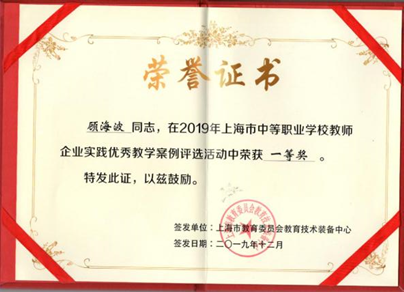 荣誉证书
顾海波 同志,在2019年上海市中等职业学校教师
企业实践优秀教学案例评选活动中荣获 一等奖 。
特发此证,以兹鼓励。
签发单位:上海市教育委员会教育技术装备中心
签发日期:二〇一九年十二月